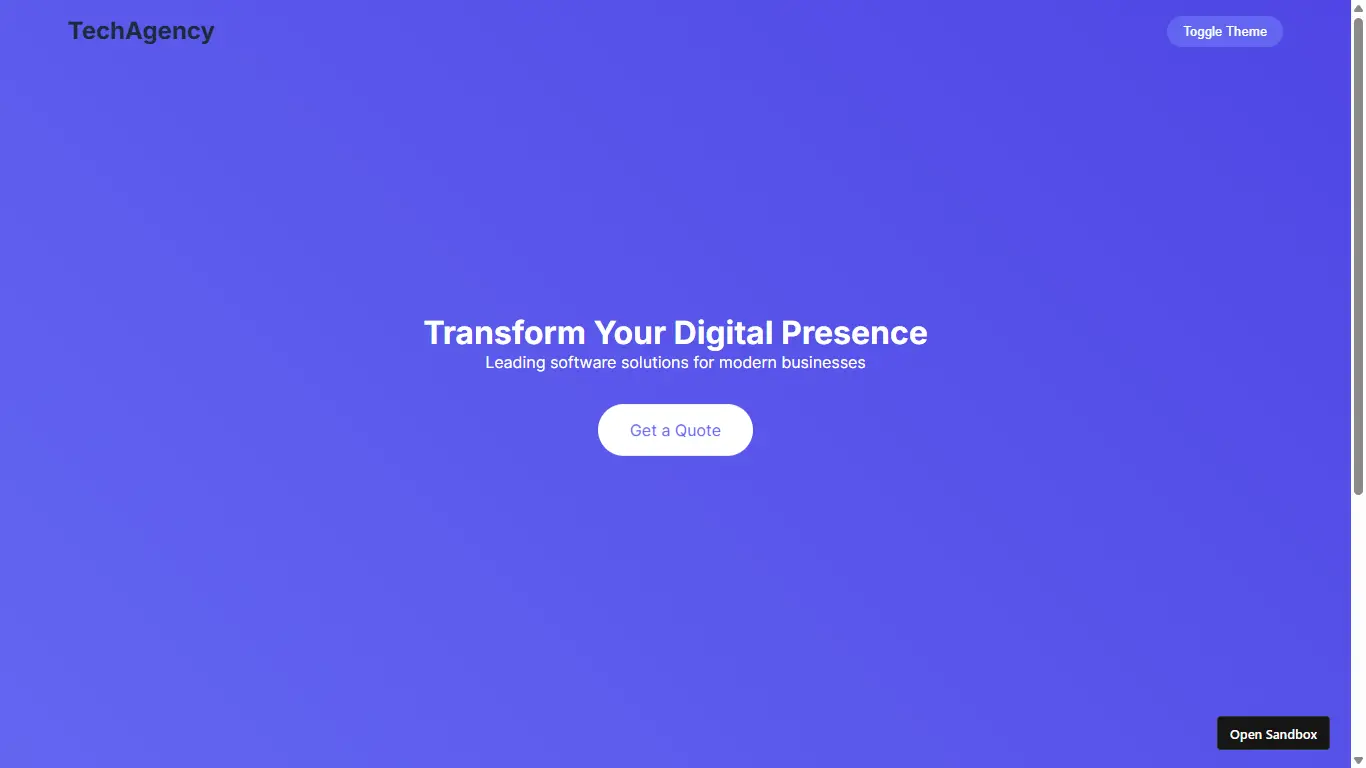 TechAgency
Toggle Theme
Transform Your Digital Presence
Leading software solutions for modern businesses
Get a Quote
Open Sandbox